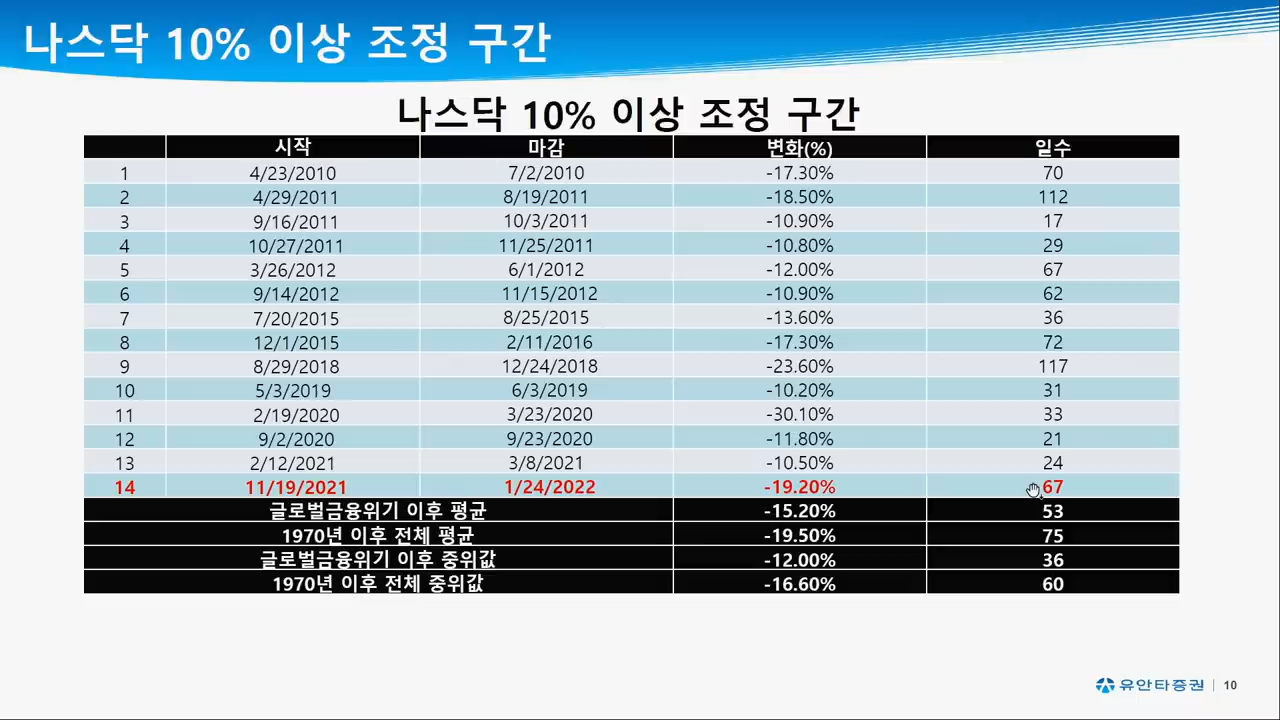 나스닥 10% 이상 조정 구간
나스닥 10% 이상 조정 구간
시작 마감 변화(%) 일수
1 4/23/2010 7/2/2010 -17.30% 70
2 4/29/2011 8/19/2011 -18.50% 112
3 9/16/2011 10/3/2011 -10.90% 17
4 10/27/2011 11/25/2011 -10.80% 29
5 3/26/2012 6/1/2012 -12.00% 67
6 9/14/2012 11/15/2012 -10.90% 62
7 7/20/2015 8/25/2015 -13.60% 36
8 12/1/2015 2/11/2016 -17.30% 72
9 8/29/2018 12/24/2018 -23.60% 117
10 5/3/2019 6/3/2019 -10.20% 31
11 2/19/2020 3/23/2020 -30.10% 33
12 9/2/2020 9/23/2020 -11.80% 21
13 2/12/2021 3/8/2021 -10.50% 24
14 11/19/2021 1/24/2022 -19.20% 67
글로벌금융위기 이후 평균 -15.20% 53
1970년 이후 전체 평균 -19.50% 75
글로벌금융위기 이후 중위값 -12.00% 36
1970년 이후 전체 중위값 -16.60% 60
유안타증권 | 10